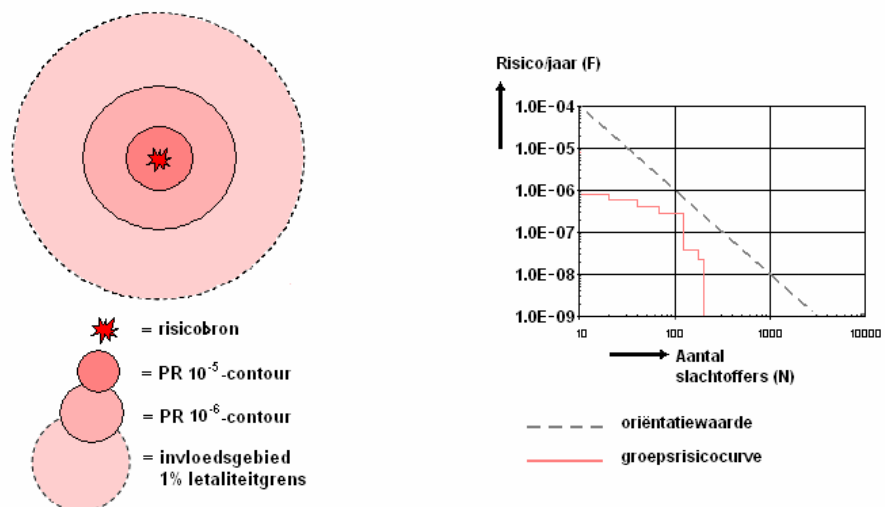 = risicobron
= PR 10⁻⁵-contour
= PR 10⁻⁶-contour
= invloedsgebied
1% letaliteitgrens
Risico/jaar (F)
1.0E-04
1.0E-05
1.0E-06
1.0E-07
1.0E-08
1.0E-09
10 100 1000 10000
Aantal
slachtoffers (N)
oriëntatiewaarde
groepsrisicocurve